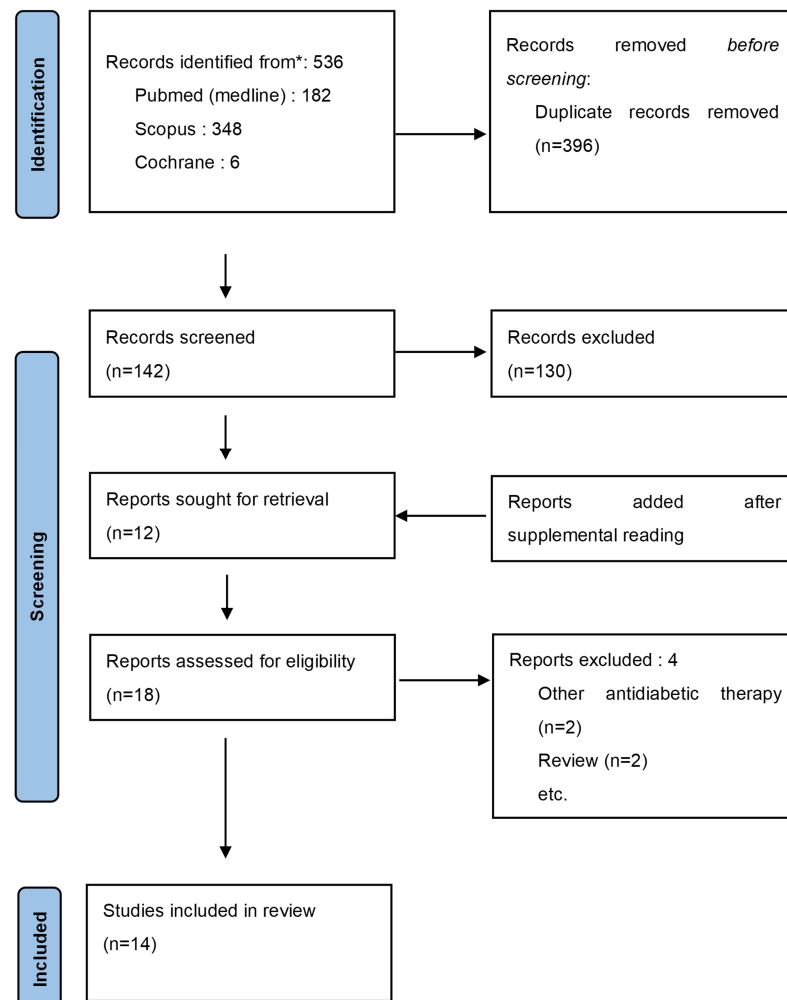 Identification
Records identified from*: 536
Pubmed (medline) : 182
Scopus : 348
Cochrane : 6
Records removed before
screening:
Duplicate records removed
(n=396)
Screening
Records screened
(n=142)
Records excluded
(n=130)
Reports sought for retrieval
(n=12)
Reports added after
supplemental reading
Reports assessed for eligibility
(n=18)
Reports excluded : 4
Other antidiabetic therapy
(n=2)
Review (n=2)
etc.
Included
Studies included in review
(n=14)